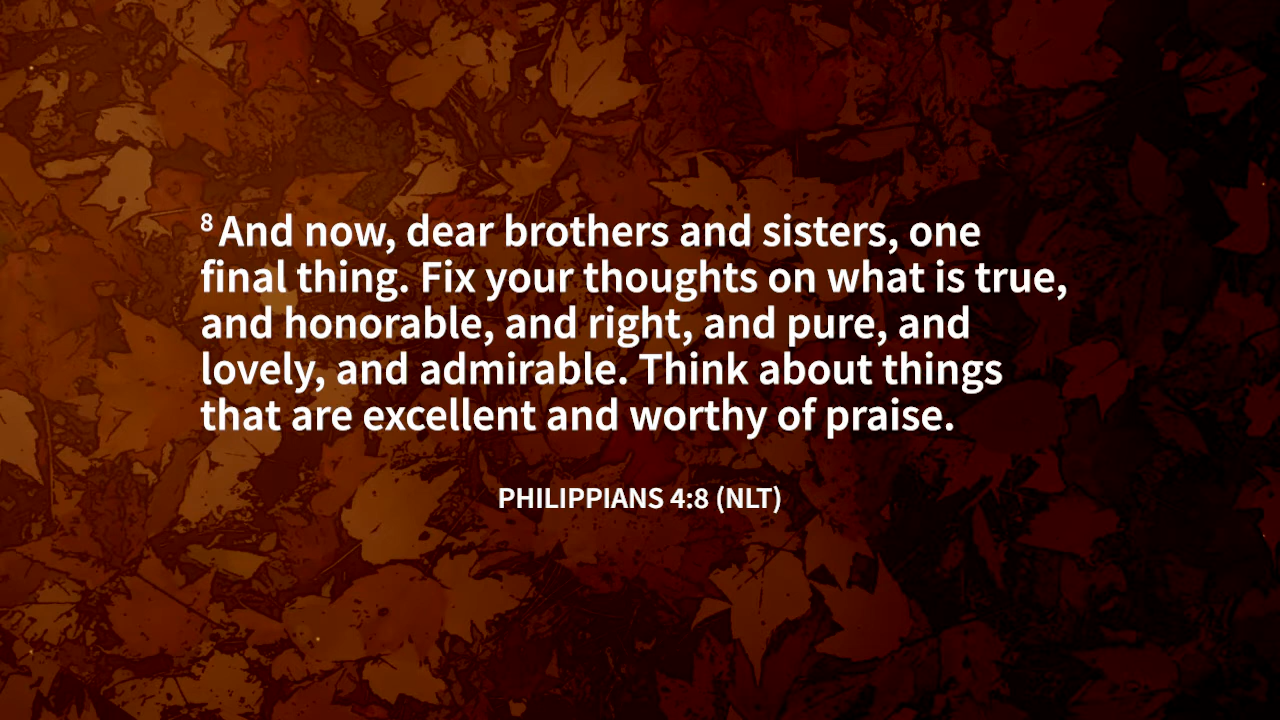 8 And now, dear brothers and sisters, one
final thing. Fix your thoughts on what is true,
and honorable, and right, and pure, and
lovely, and admirable. Think about things
that are excellent and worthy of praise.
PHILIPPIANS 4:8 (NLT)